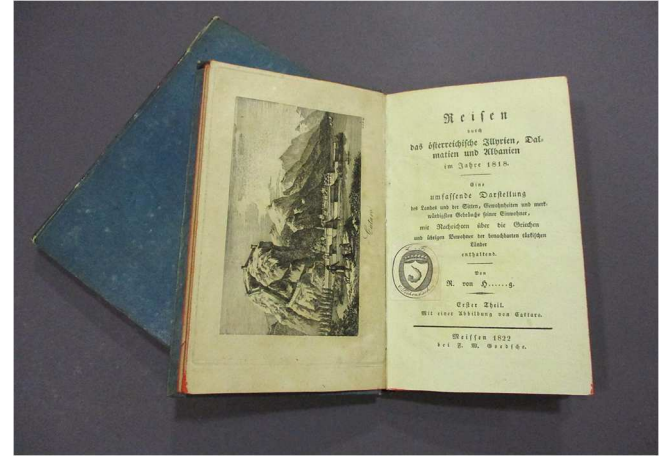 Cattaro.
Reisen
durch
das österreichische Illyrien, Dal-
matien und Albanien
im Jahre 1818.
Eine
umfassende Darstellung
des Landes und der Sitten, Gewohnheiten und merk-
würdigsten Gebräuche seiner Einwohner,
mit Nachrichten über die Griechen
und übrigen Bewohner der benachbarten türkischen
Länder
enthaltend.
Von
R. von H......g.
Erster Theil.
Mit einer Abbildung von Cattaro.
Meissen 1822
bei F. W. Goedsche.